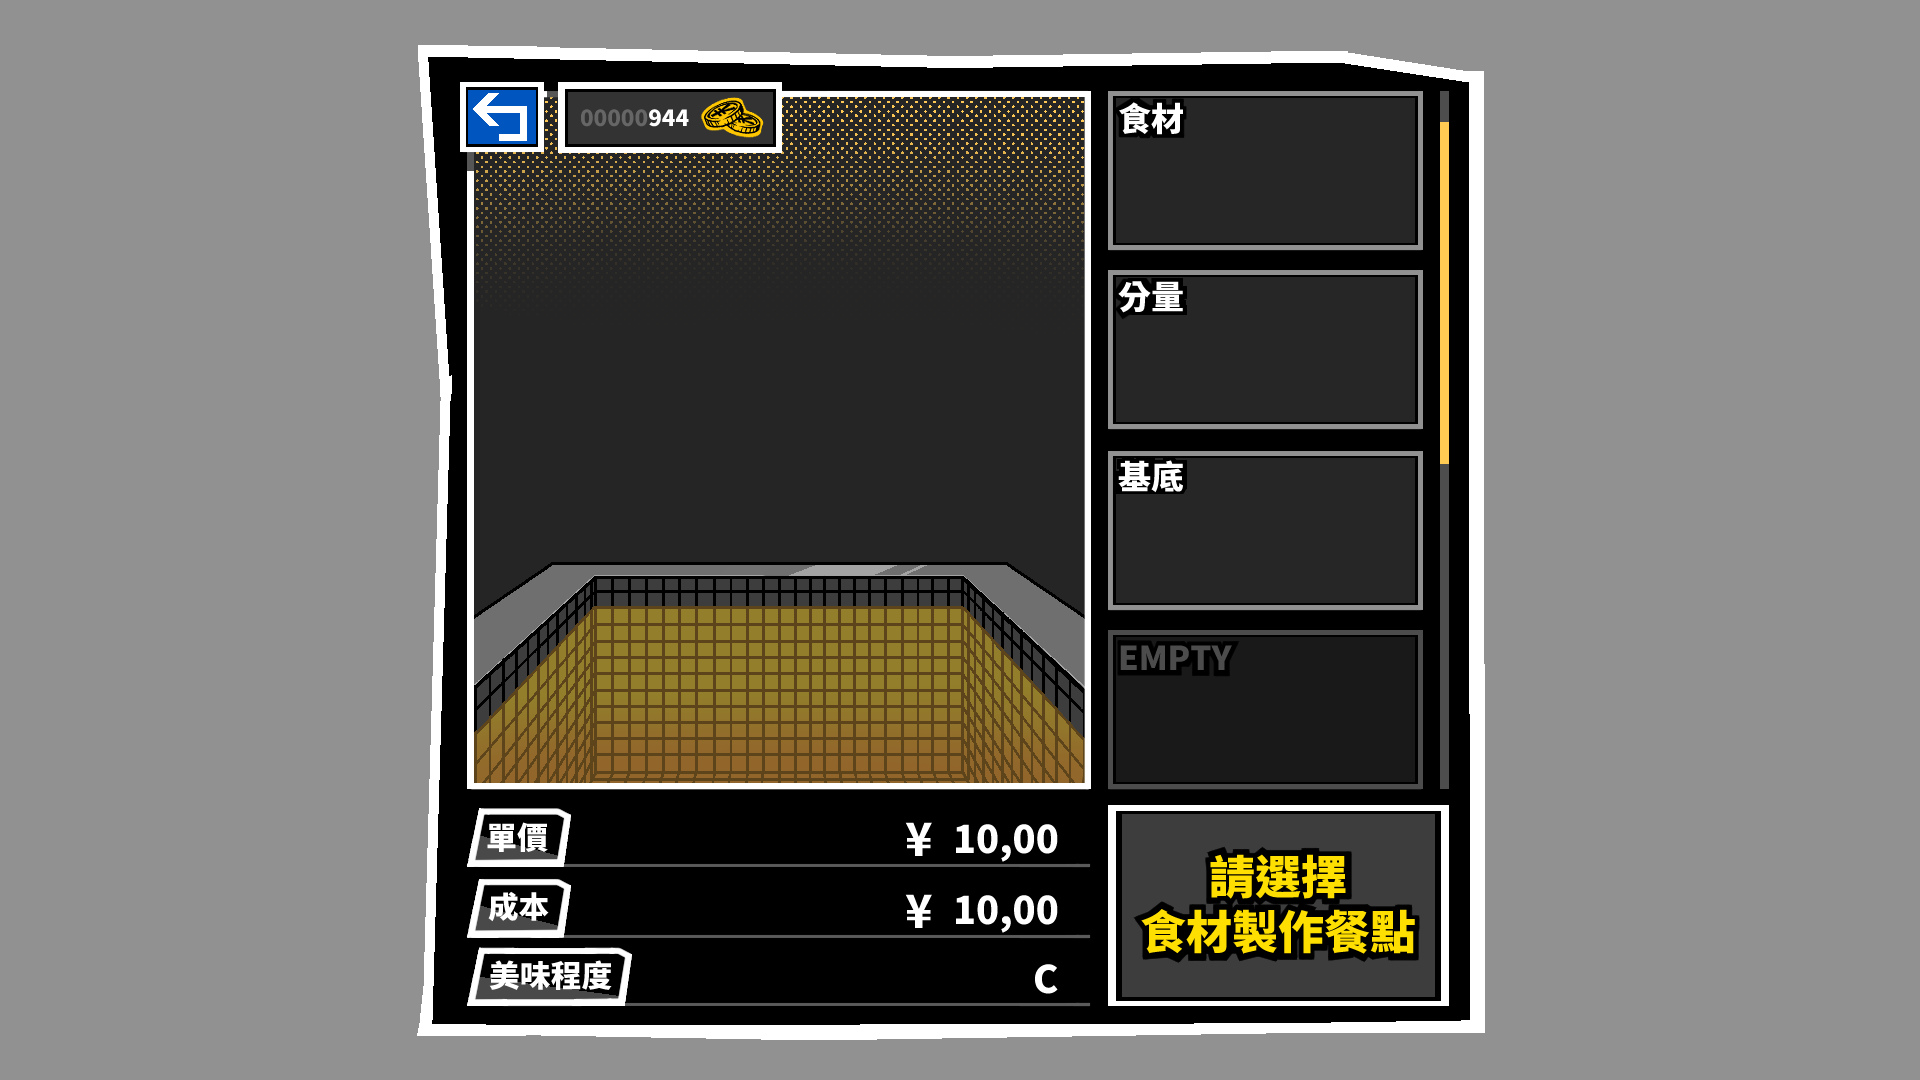 00000944
食材
分量
基底
EMPTY
單價
¥ 10,00
成本
¥ 10,00
美味程度
C
請選擇
食材製作餐點